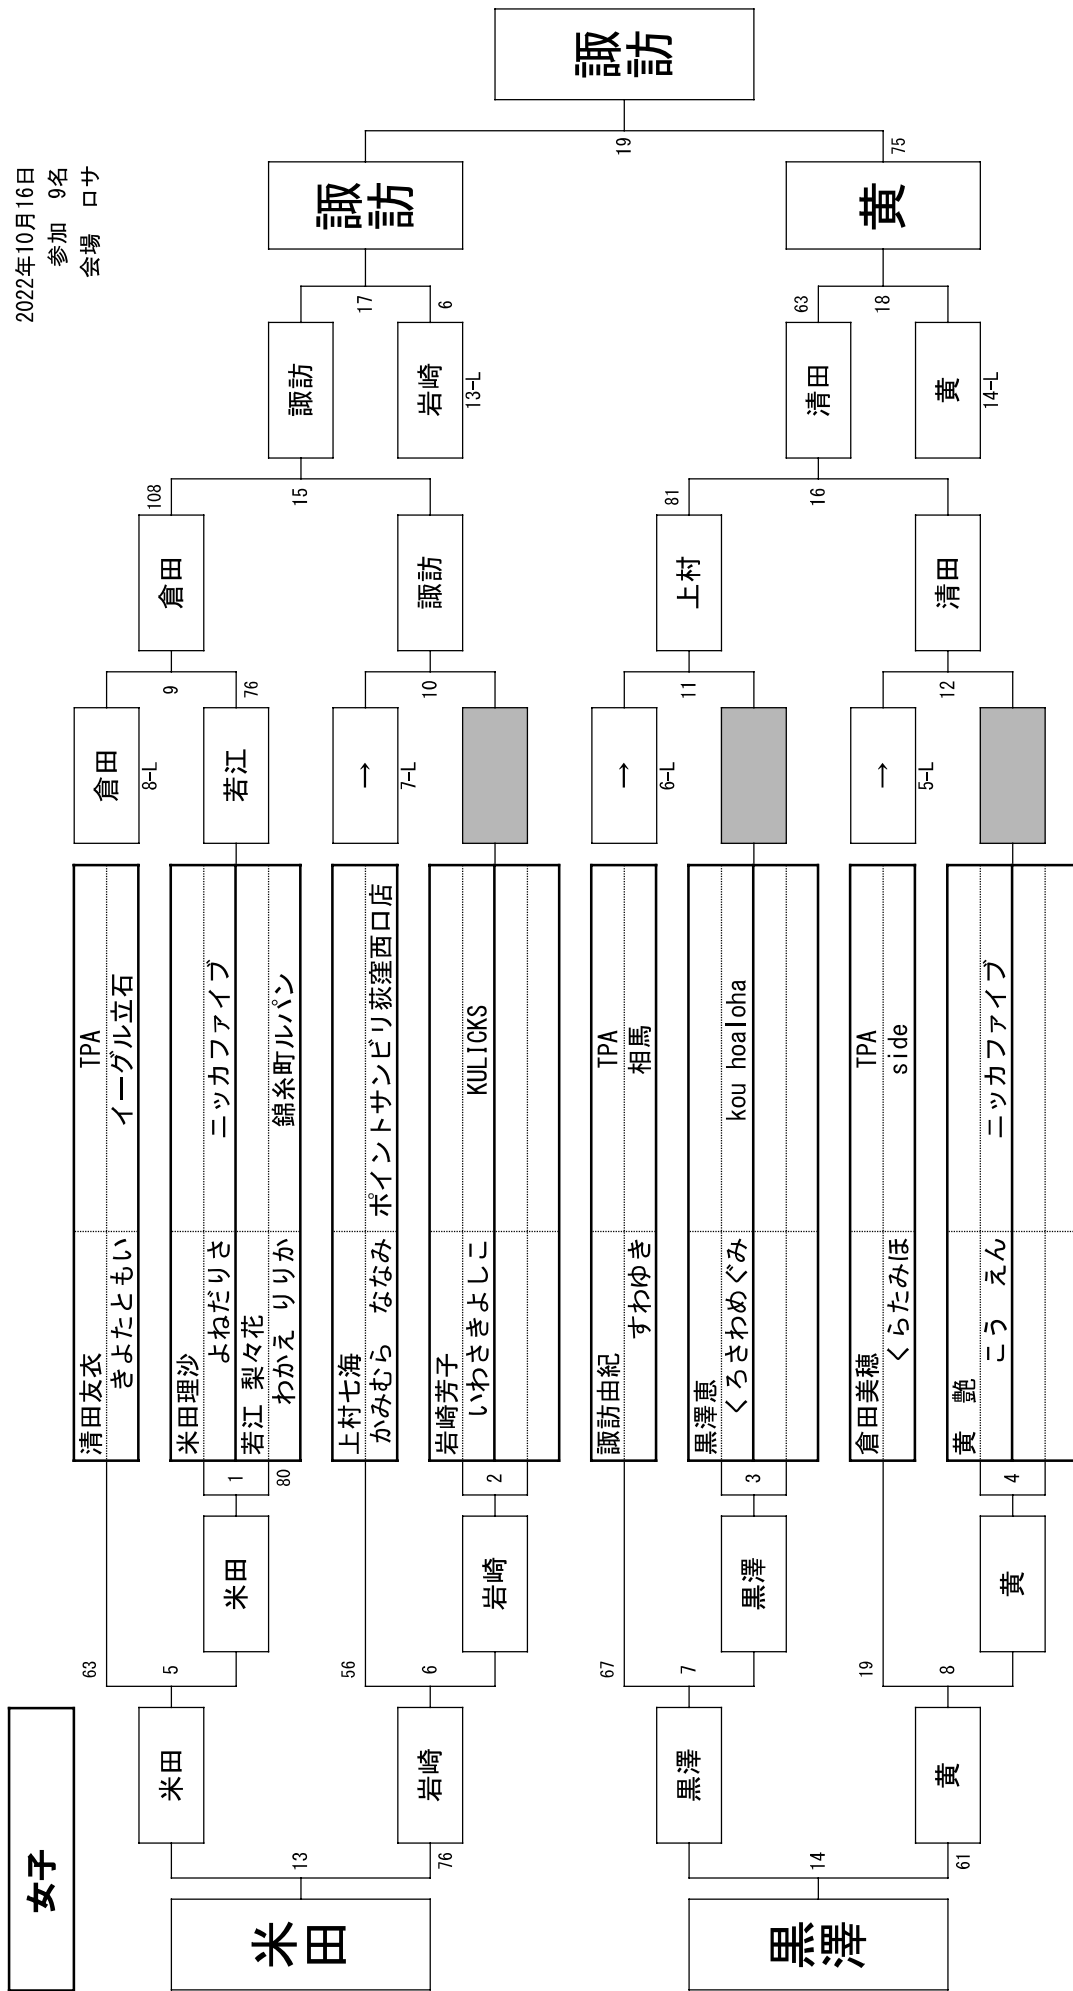 女子
2022年10月16日
参加　9名
会場　ロサ
米田
13
76
米田
5
63
米田
1
80
清田友衣
TPA
きよたともい
イーグル立石
米田理沙
よねだりさ
ニッカファイブ
若江 梨々花
わかえ りりか
錦糸町ルパン
倉田
8-L
若江
9
76
倉田
108
15
諏訪
岩崎
6
56
岩崎
2
上村七海
かみむら　ななみ
ポイントサンビリ荻窪西口店
岩崎芳子
いわさきよしこ
KULICKS
→
7-L
10
諏訪
岩崎
13-L
17
6
諏訪
19
諏訪
黒澤
14
61
黒澤
7
67
黒澤
3
諏訪由紀
TPA
すわゆき
相馬
黒澤恵
くろさわめぐみ
kou hoaloha
→
6-L
11
上村
81
16
清田
63
黄
8
19
黄
4
倉田美穂
TPA
くらたみほ
side
黄　艶
こう　えん
ニッカファイブ
→
5-L
12
清田
黄
14-L
18
黄
75